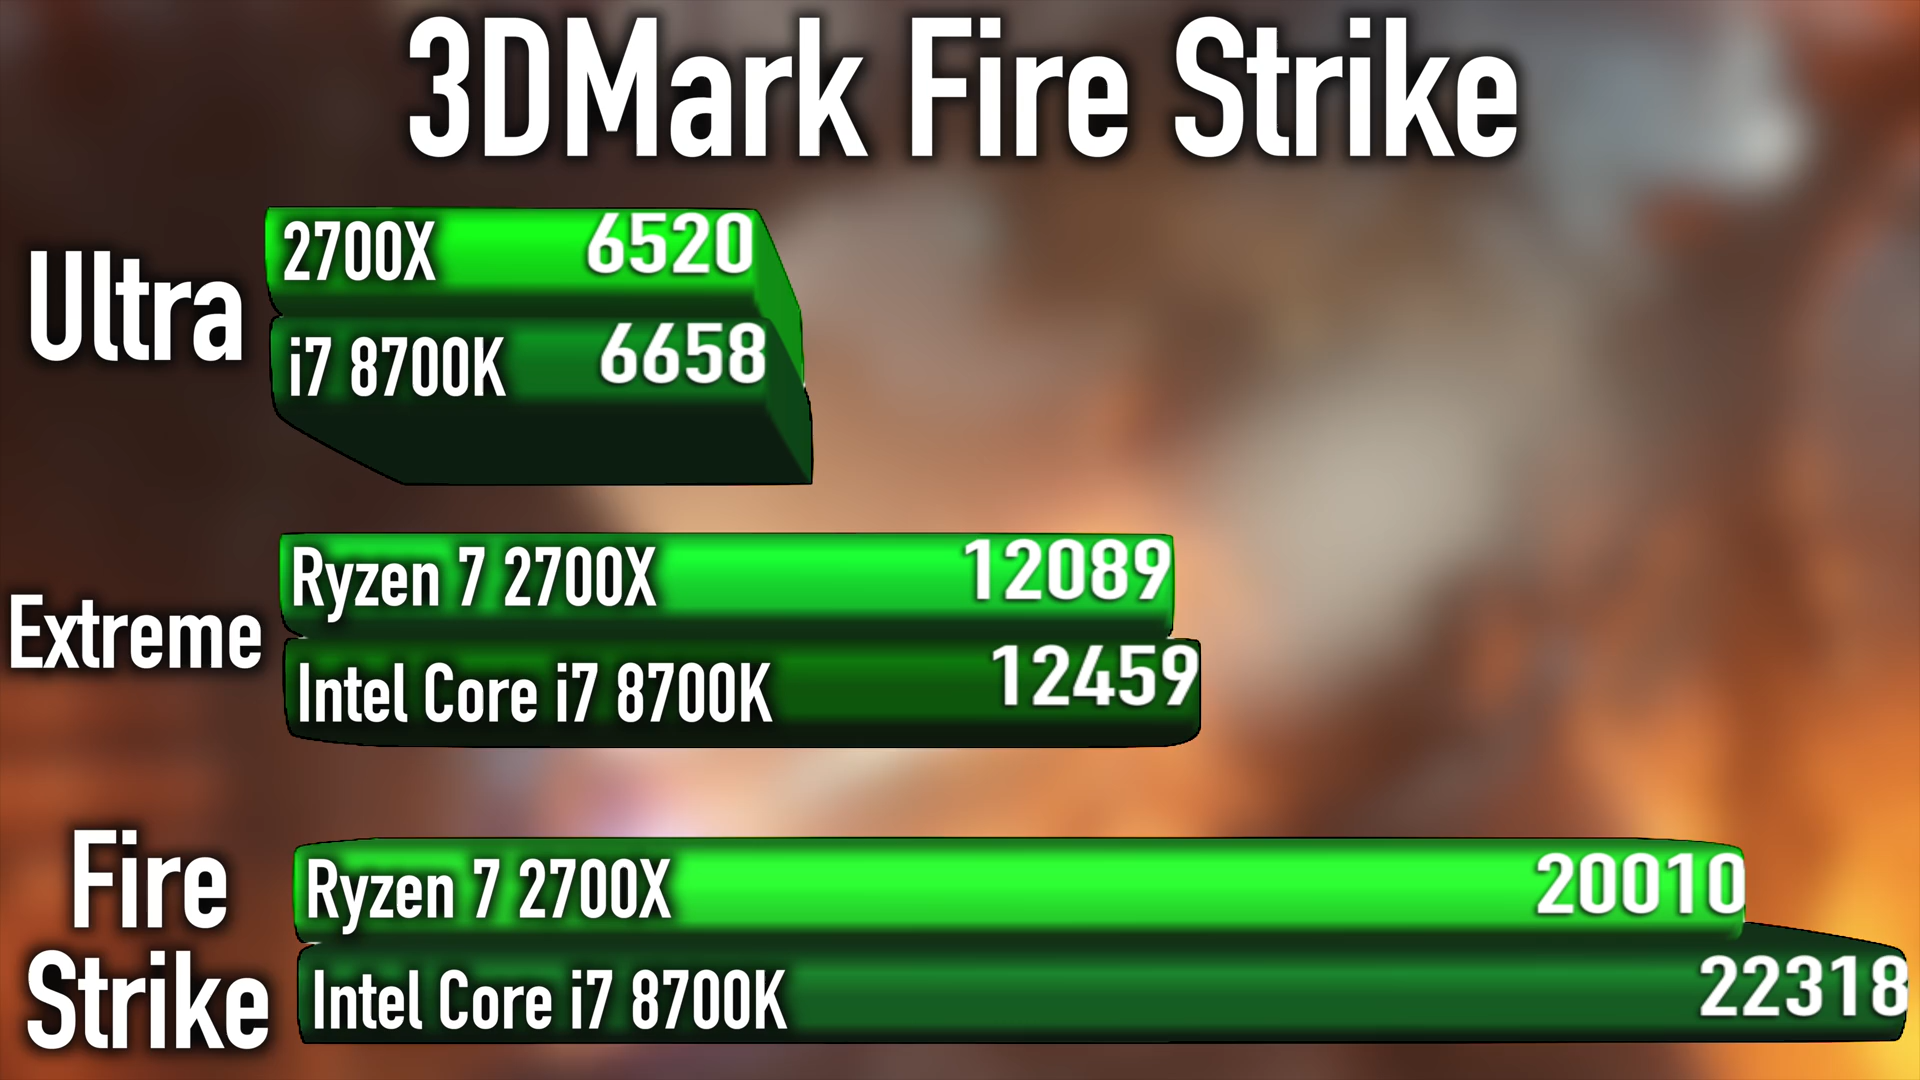 3DMark Fire Strike
Ultra
2700X 6520
i7 8700K 6658
Extreme
Ryzen 7 2700X 12089
Intel Core i7 8700K 12459
Fire
Strike
Ryzen 7 2700X 20010
Intel Core i7 8700K 22318